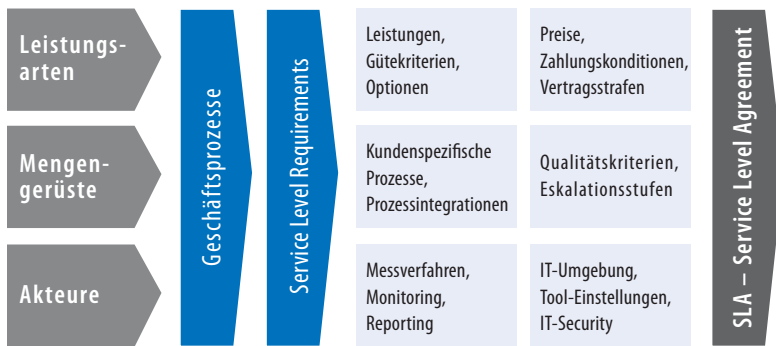 Leistungs-
arten
Mengen-
gerüste
Akteure
Geschäftsprozesse
Service Level Requirements
Leistungen,
Gütekriterien,
Optionen
Preise,
Zahlungskonditionen,
Vertragsstrafen
Kundenspezifische
Prozesse,
Prozessintegrationen
Qualitätskriterien,
Eskalationsstufen
Messverfahren,
Monitoring,
Reporting
IT-Umgebung,
Tool-Einstellungen,
IT-Security
SLA – Service Level Agreement